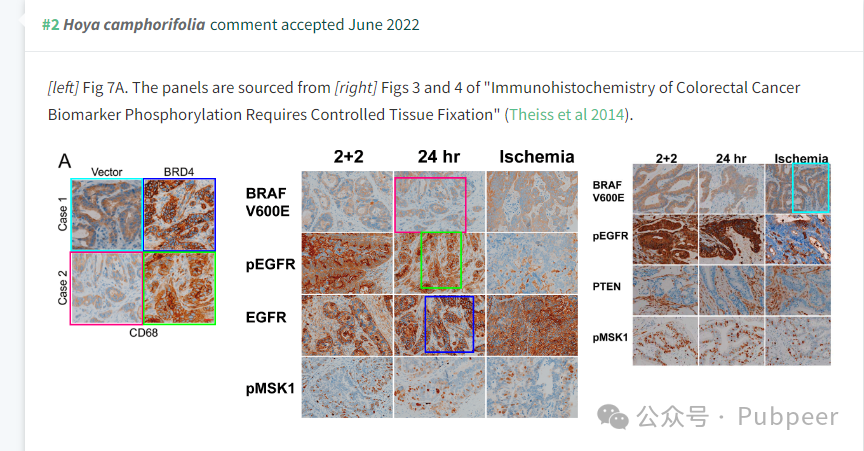 #2 Hoya camphorifolia comment accepted June 2022
[left] Fig 7A. The panels are sourced from [right] Figs 3 and 4 of "Immunohistochemistry of Colorectal Cancer
Biomarker Phosphorylation Requires Controlled Tissue Fixation" (Theiss et al 2014).
A
Vector BRD4
Case 1
Case 2
CD68
2+2 24 hr Ischemia
BRAF
V600E
pEGFR
EGFR
pMSK1
2+2 24 hr Ischemia
BRAF
V600E
pEGFR
PTEN
pMSK1
公众号 · Pubpeer